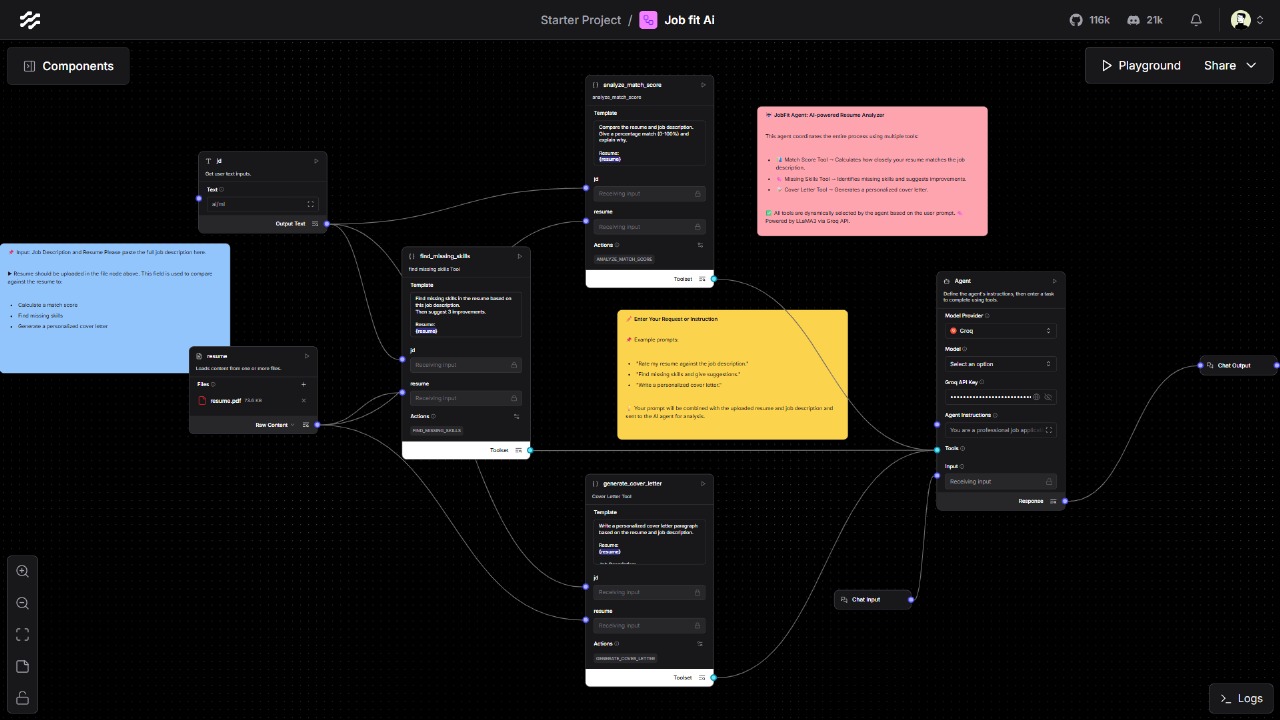 Starter Project / Job fit Ai
116k
21k
Components
Playground
Share
jd
Get user text inputs.
Text
ai/ml
Output Text
📌 Input: Job Description and Resume Please paste the full job description here.
▶ Resume should be uploaded in the file node above. This field is used to compare
against the resume to:
• Calculate a match score
• Find missing skills
• Generate a personalized cover letter
resume
Loads content from one or more files.
Files
resume.pdf
Raw Content
find_missing_skills
find missing skills Tool
Template
Find missing skills in the resume based on
this job description.
Then suggest 3 improvements.
Resume:
{resume}
jd
Receiving input
resume
Receiving input
Actions
FIND_MISSING_SKILLS
Toolset
analyze_match_score
analyze_match_score
Template
Compare the resume and job description.
Give a percentage match (0-100%) and
explain why.
Resume:
{resume}
jd
Receiving input
resume
Receiving input
Actions
ANALYZE_MATCH_SCORE
Toolset
JobFit Agent: AI-powered Resume Analyzer
This agent coordinates the entire process using multiple tools:
• Match Score Tool → Calculates how closely your resume matches the job
description.
• Missing Skills Tool → Identifies missing skills and suggests improvements.
• Cover Letter Tool → Generates a personalized cover letter.
All tools are dynamically selected by the agent based on the user prompt.
Powered by LLaMA3 via Groq API.
Enter Your Request or Instruction
📌 Example prompts:
• "Rate my resume against the job description."
• "Find missing skills and give suggestions."
• "Write a personalized cover letter."
Your prompt will be combined with the uploaded resume and job description and
sent to the AI agent for analysis.
generate_cover_letter
Cover Letter Tool
Template
Write a personalized cover letter paragraph
based on the resume and job description.
Resume:
{resume}
jd
Receiving input
resume
Receiving input
Actions
GENERATE_COVER_LETTER
Toolset
Agent
Define the agent's instructions, then enter a task
to complete using tools.
Model Provider
Groq
Model
Select an option
Groq API Key
Agent Instructions
You are a professional job applicat
Tools
Input
Receiving input
Response
Chat Input
Chat Output
Logs